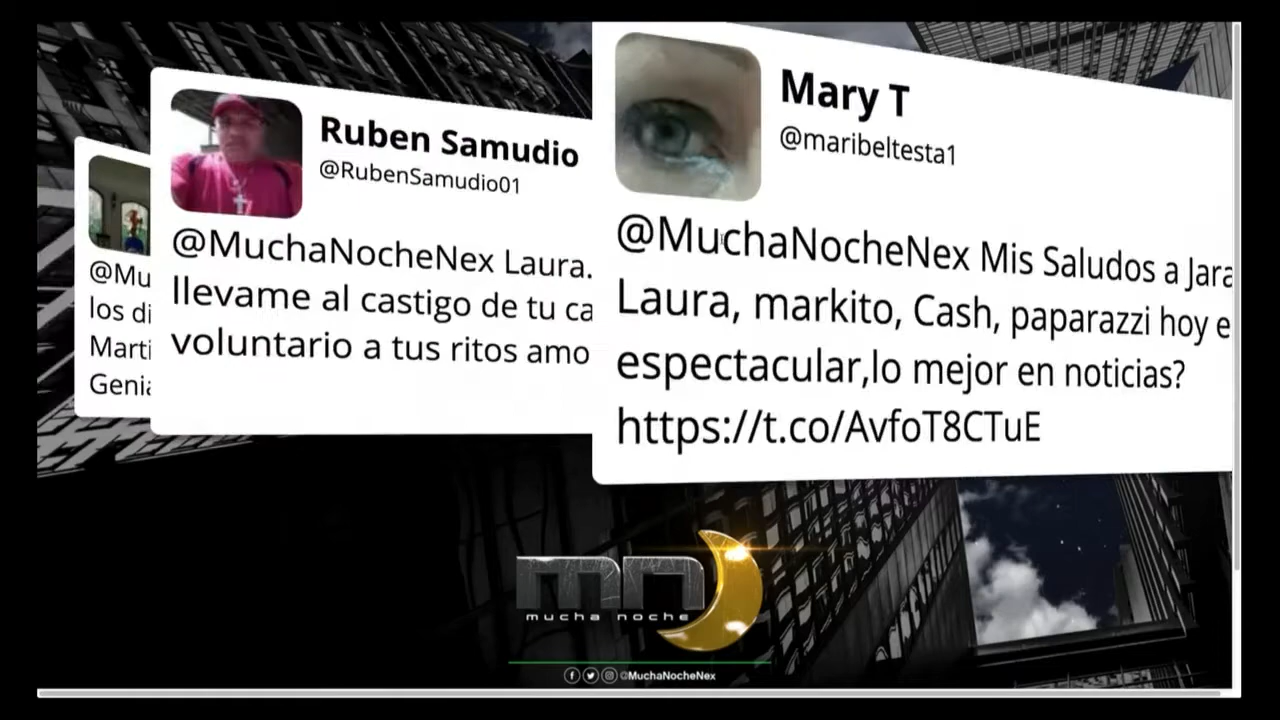 @Mu
los di
Marti
Genia
Ruben Samudio
@RubenSamudio01
@MuchaNocheNex Laura.
llevame al castigo de tu ca
voluntario a tus ritos amo
Mary T
@maribeltesta1
@MuchaNocheNex Mis Saludos a Jara
Laura, markito, Cash, paparazzi hoy e
espectacular,lo mejor en noticias?
https://t.co/AvfoT8CTuE
mn
mucha noche
@MuchaNocheNex